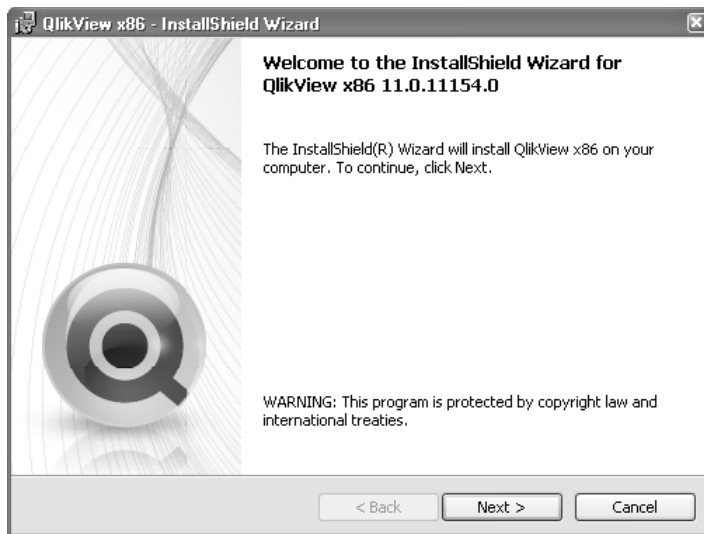 QlikView x86 - InstallShield Wizard
Welcome to the InstallShield Wizard for
QlikView x86 11.0.11154.0
The InstallShield(R) Wizard will install QlikView x86 on your
computer. To continue, click Next.
WARNING: This program is protected by copyright law and
international treaties.
< Back
Next >
Cancel